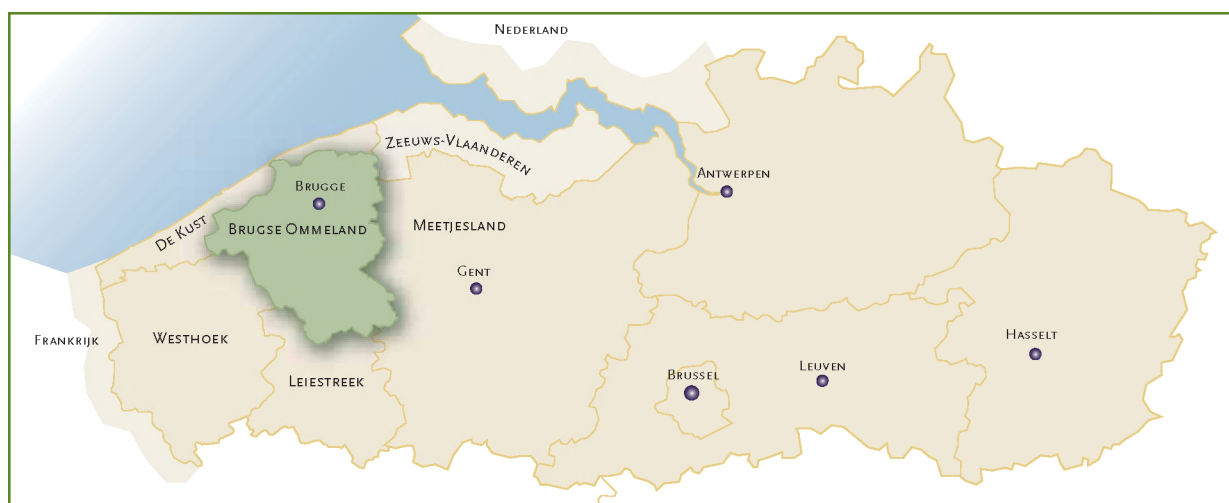 NEDERLAND
ZEEUWS-VLAANDEREN
ANTWERPEN
BRUGGE
DE KUST
BRUGSE OMMELAND
MEETJESLAND
GENT
FRANKRIJK
WESTHOEK
HASSELT
LEIESTREEK
BRUSSEL
LEUVEN